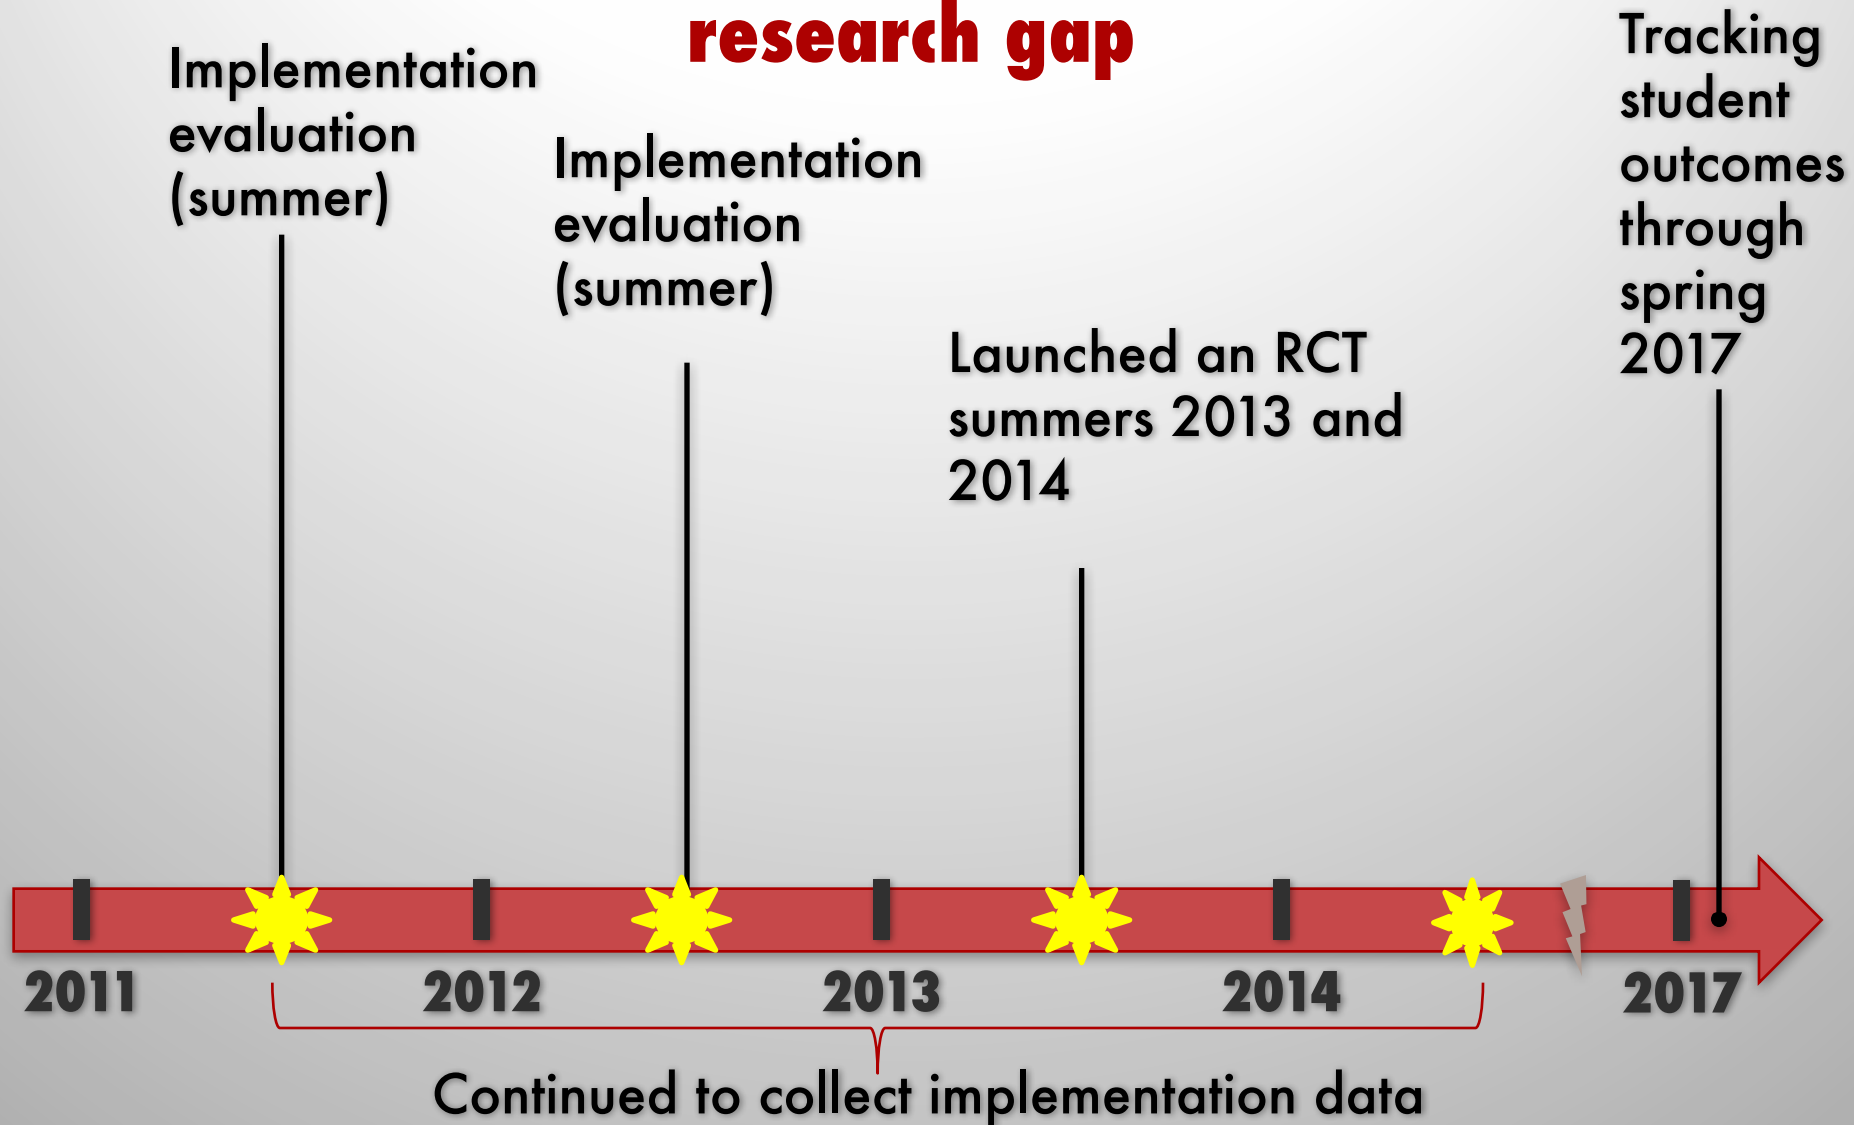 research gap
Implementation
evaluation
(summer)
Implementation
evaluation
(summer)
Launched an RCT
summers 2013 and
2014
Tracking
student
outcomes
through
spring
2017
2011
2012
2013
2014
2017
Continued to collect implementation data